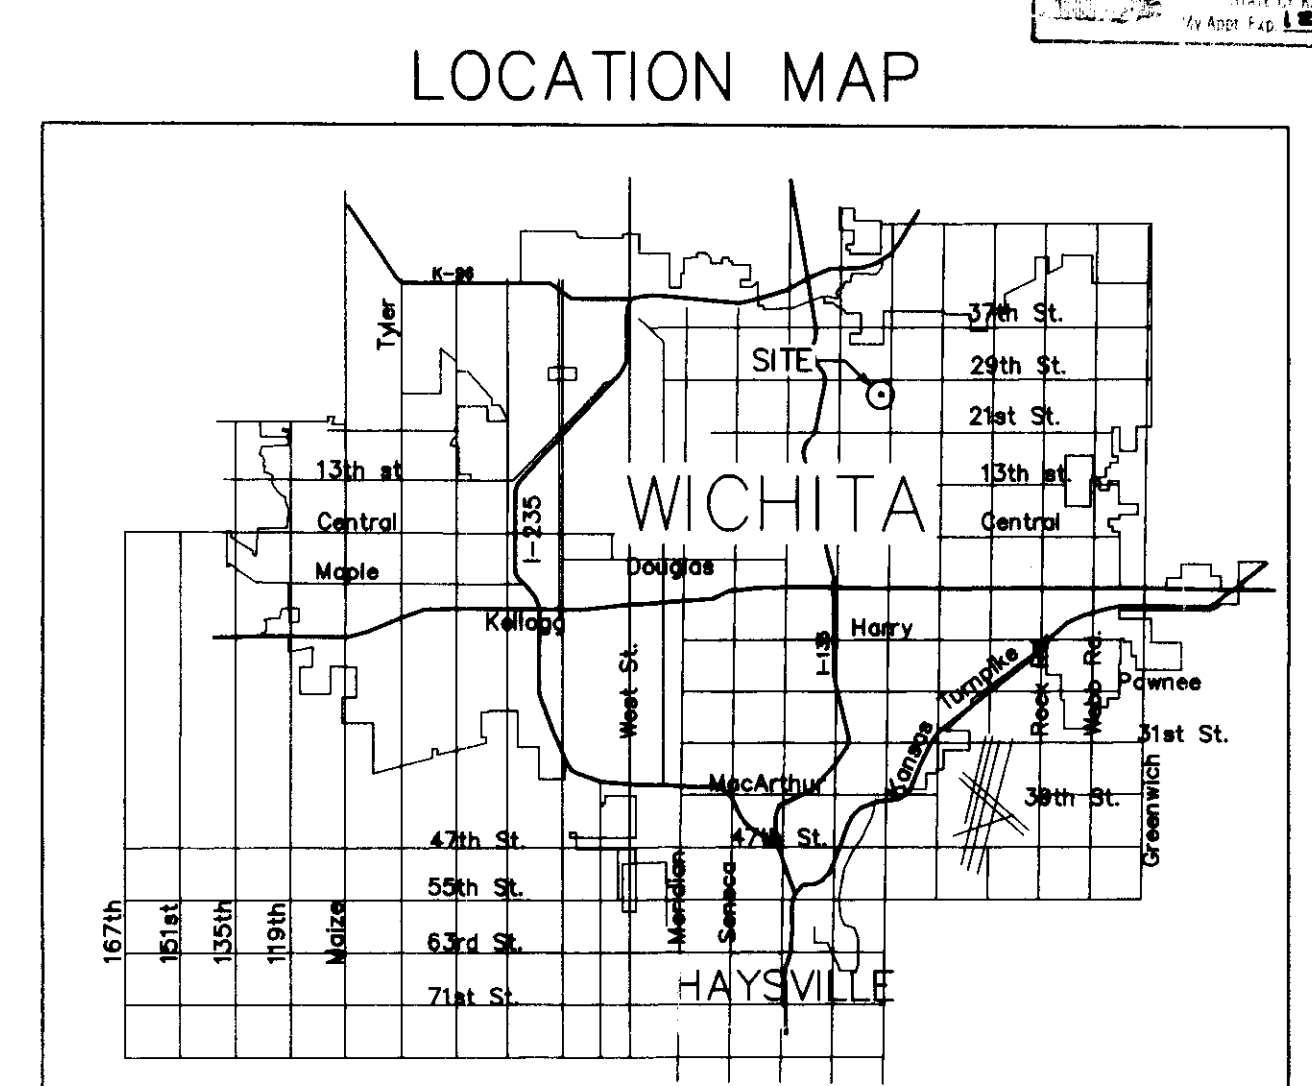 My Appt. Exp.
LOCATION MAP
K-96
Tyler
37th St.
SITE
29th St.
21st St.
13th st
13th st.
WICHITA
I-235
Central
Central
Maple
Douglas
Kellogg
Harry
I-135
West St.
Turnpike
Kansas
Rock
Webb Rd.
Pawnee
31st St.
MacArthur
39th St.
Greenwich
47th St.
47th St.
55th St.
Meridian
Seneca
167th
151st
135th
119th
Maize
63rd St.
HAYSVILLE
71st St.